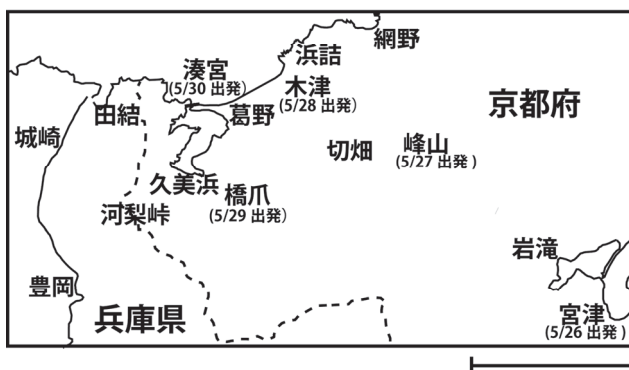 網野
浜詰
湊宮
(5/30 出発)
木津
(5/28 出発)
京都府
田結
葛野
城崎
切畑
峰山
(5/27 出発 )
久美浜
橋爪
(5/29 出発)
河梨峠
岩滝
豊岡
兵庫県
宮津
(5/26 出発 )